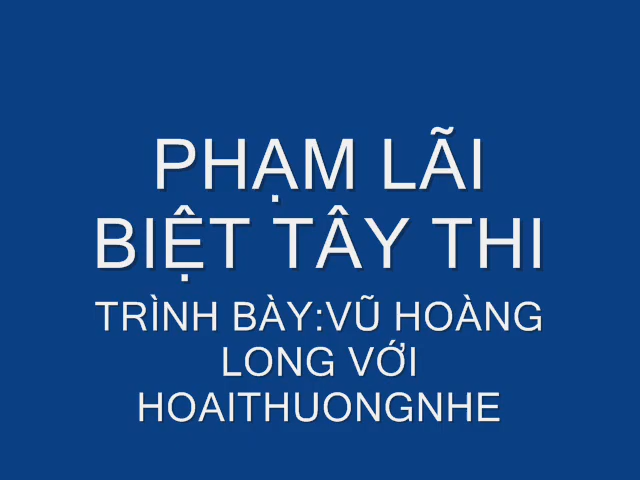 PHẠM LÃI
BIỆT TÂY THI
TRÌNH BÀY:VŨ HOÀNG
LONG VỚI
HOAITHUONGNHE